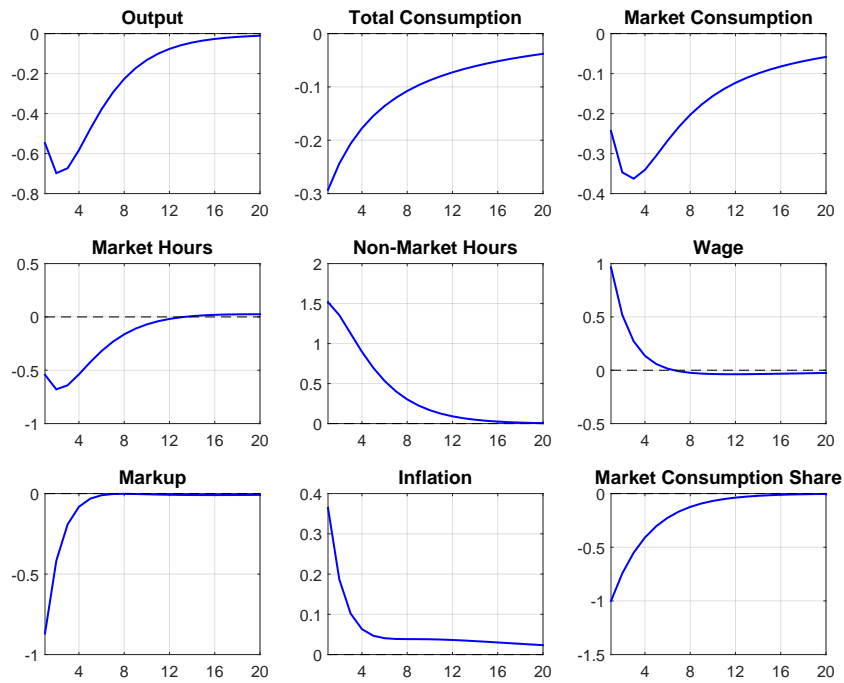 Output
Total Consumption
Market Consumption
0
-0.2
-0.4
-0.6
-0.8
4 8 12 16 20
0
-0.1
-0.2
-0.3
4 8 12 16 20
0
-0.1
-0.2
-0.3
-0.4
4 8 12 16 20
Market Hours
Non-Market Hours
Wage
0.5
0
-0.5
-1
4 8 12 16 20
2
1.5
1
0.5
0
4 8 12 16 20
1
0.5
0
-0.5
4 8 12 16 20
Markup
Inflation
Market Consumption Share
0
-0.5
-1
4 8 12 16 20
0.4
0.3
0.2
0.1
0
4 8 12 16 20
0
-0.5
-1
-1.5
4 8 12 16 20